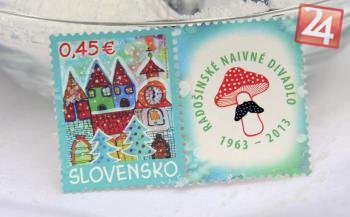 24
0,45 €
SLOVENSKO
RADOŠINSKÉ NAIVNÉ DIVADLO
1963 – 2013